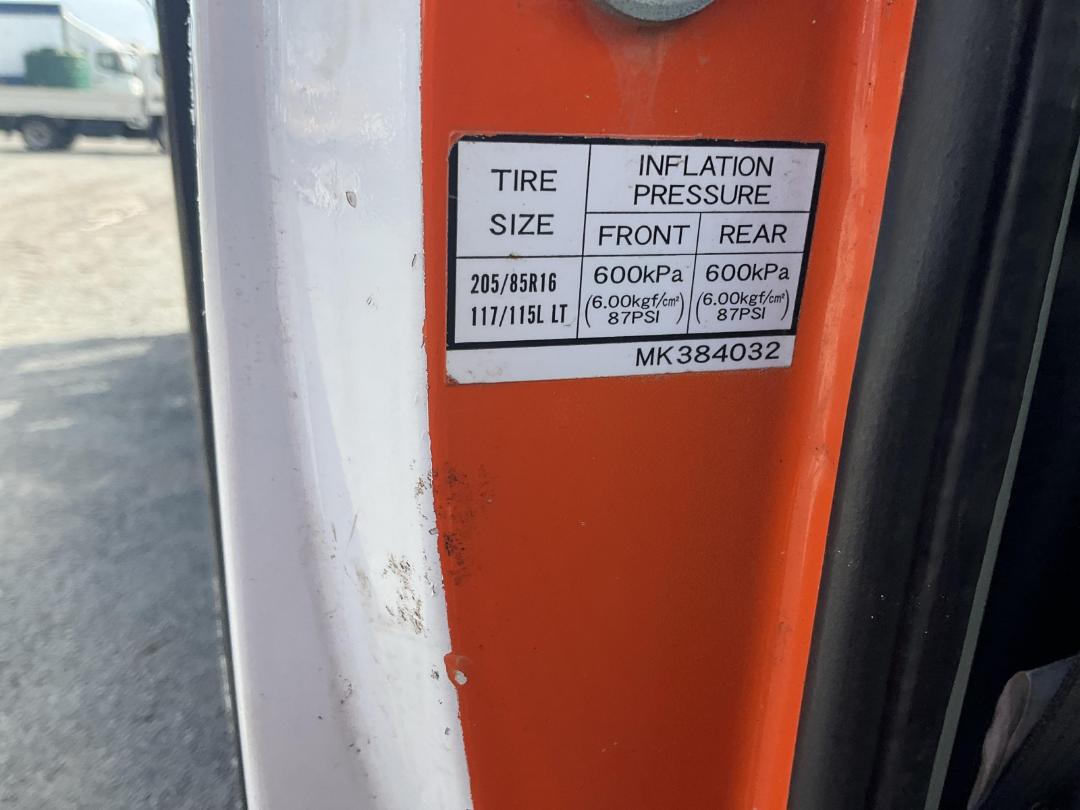 TIRE
SIZE
INFLATION
PRESSURE
FRONT
REAR
205/85R16
117/115L LT
600kPa
(6.00kgf/cm²)
87PSI
600kPa
(6.00kgf/cm²)
87PSI
MK384032